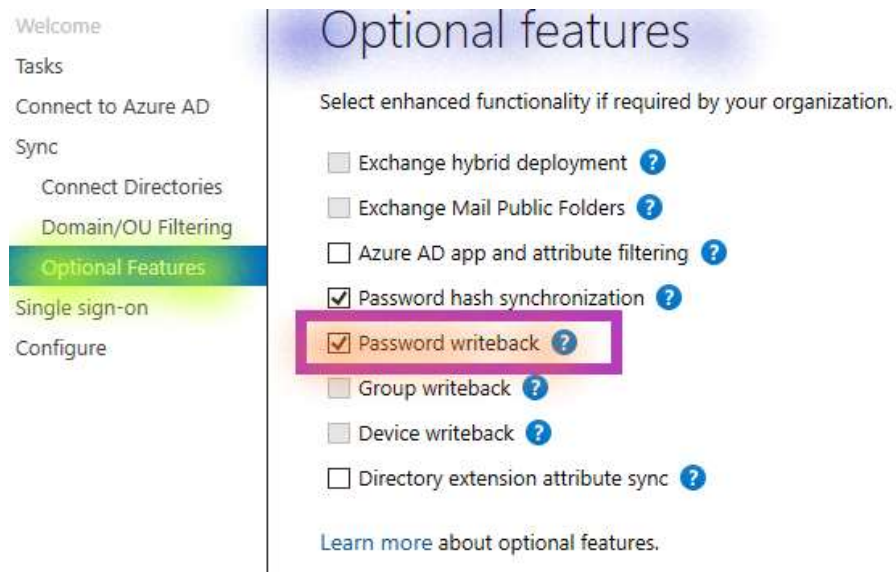 Welcome
Tasks
Connect to Azure AD
Sync
Connect Directories
Domain/OU Filtering
Optional Features
Single sign-on
Configure
Optional features
Select enhanced functionality if required by your organization.
Exchange hybrid deployment ?
Exchange Mail Public Folders ?
Azure AD app and attribute filtering ?
Password hash synchronization ?
Password writeback ?
Group writeback ?
Device writeback ?
Directory extension attribute sync ?
Learn more about optional features.